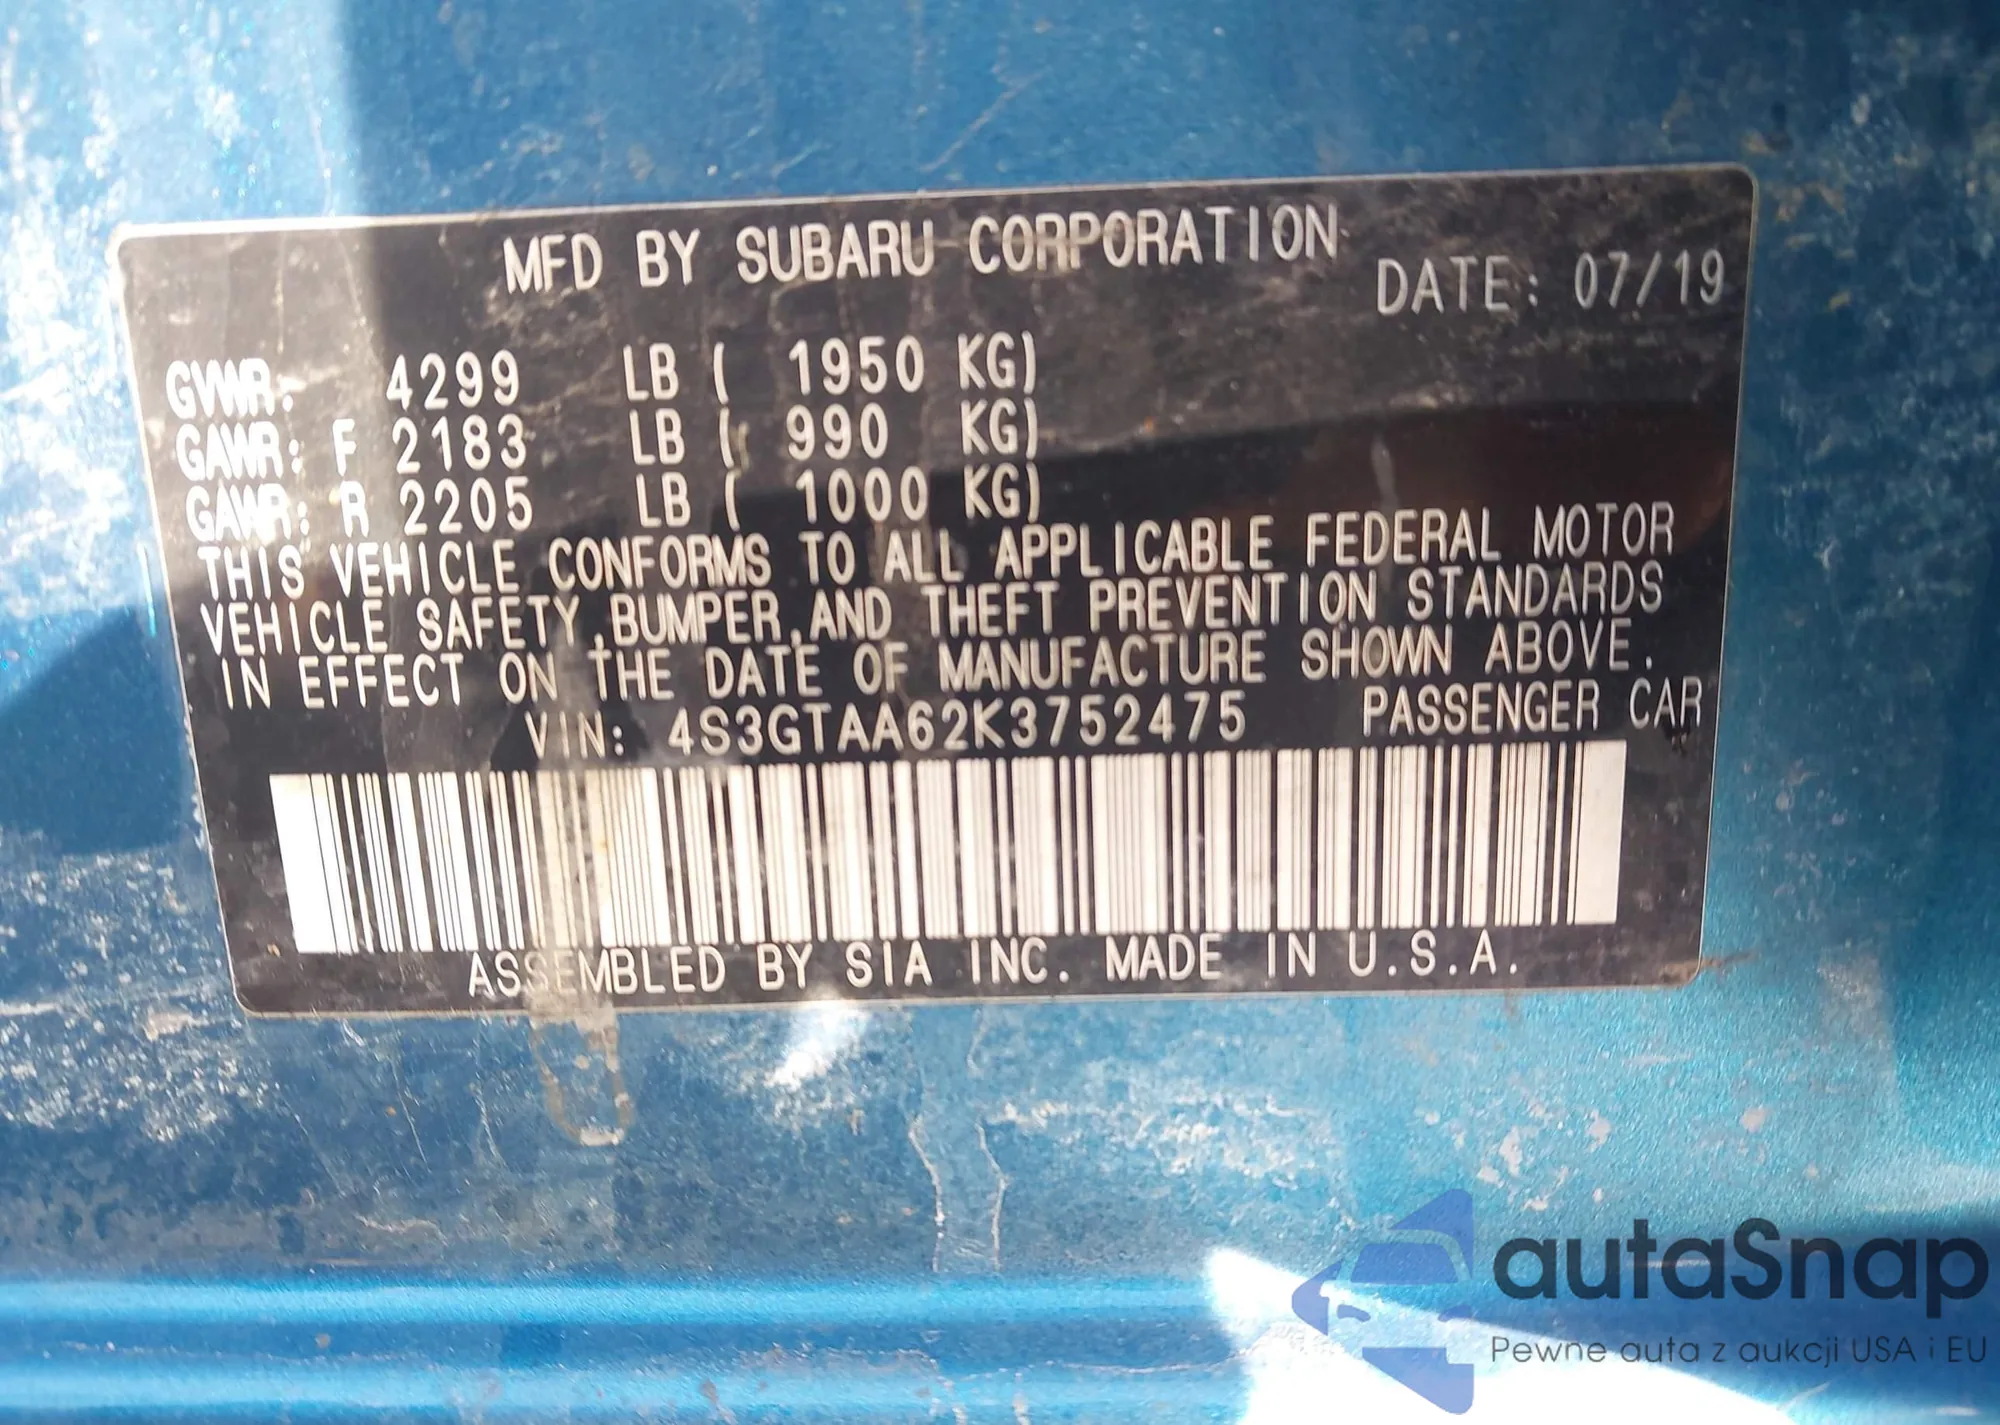 MFD BY SUBARU CORPORATION
DATE: 07/19
GVWR: 4299 LB ( 1950 KG)
GAWR: F 2183 LB ( 990 KG)
GAWR: R 2205 LB ( 1000 KG)
THIS VEHICLE CONFORMS TO ALL APPLICABLE FEDERAL MOTOR
VEHICLE SAFETY, BUMPER, AND THEFT PREVENTION STANDARDS
IN EFFECT ON THE DATE OF MANUFACTURE SHOWN ABOVE.
VIN: 4S3GTAA62K3752475 PASSENGER CAR
ASSEMBLED BY SIA INC. MADE IN U.S.A.
autaSnap
Pewne auta z aukcji USA i EU